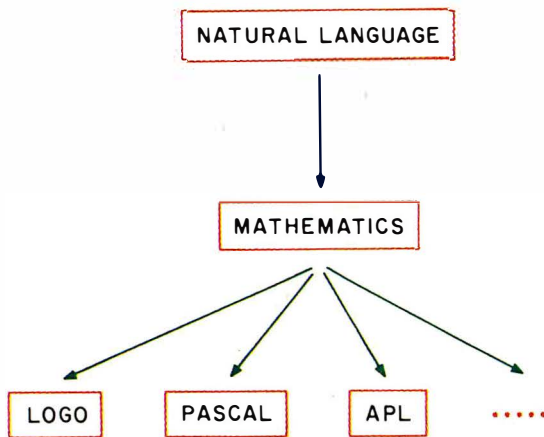 NATURAL LANGUAGE
MATHEMATICS
LOGO PASCAL APL .....